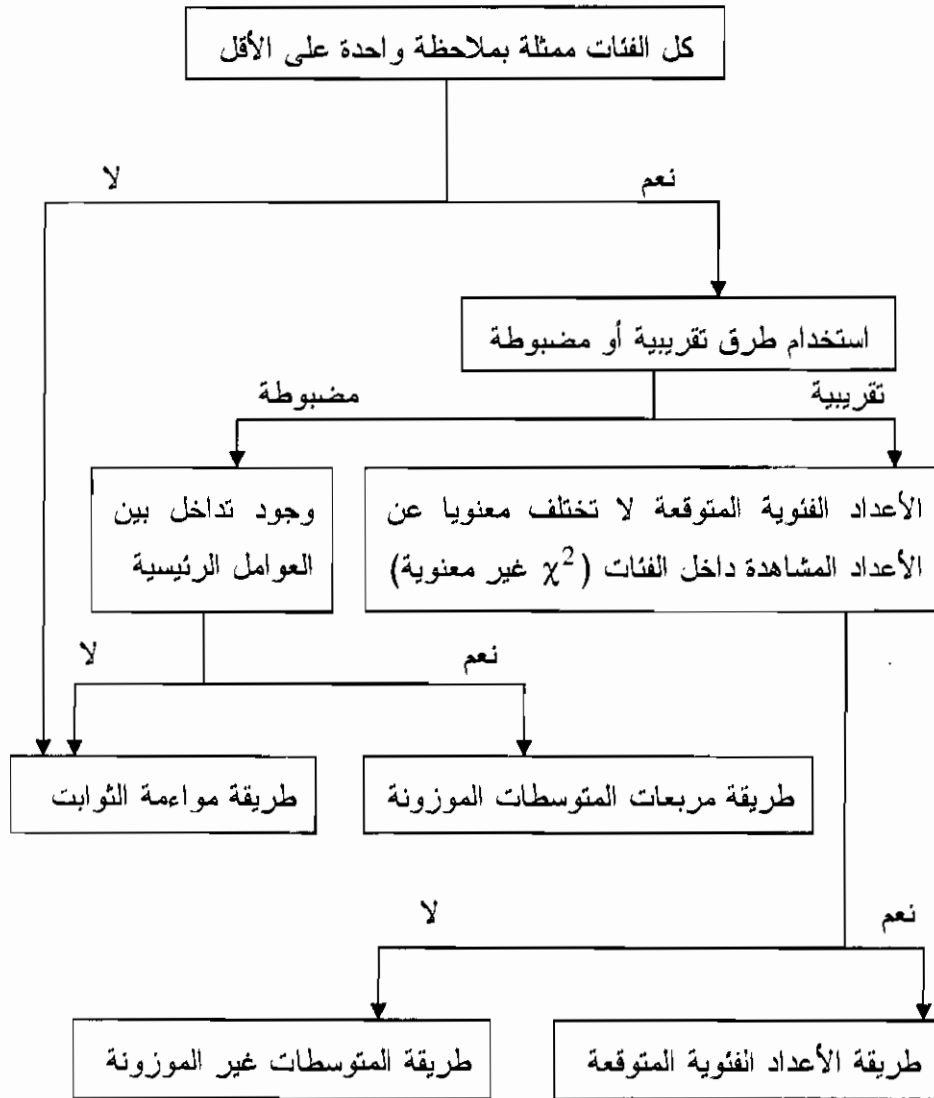 كل الفئات ممثلة بملاحظة واحدة على الأقل
لا
نعم
استخدام طرق تقريبية أو مضبوطة
مضبوطة
تقريبية
وجود تداخل بين
العوامل الرئيسية
الأعداد الفئوية المتوقعة لا تختلف معنويا عن
الأعداد المشاهدة داخل الفئات (χ² غير معنوية)
لا
نعم
طريقة مواءمة الثوابت
طريقة مربعات المتوسطات الموزونة
لا
نعم
طريقة المتوسطات غير الموزونة
طريقة الأعداد الفئوية المتوقعة